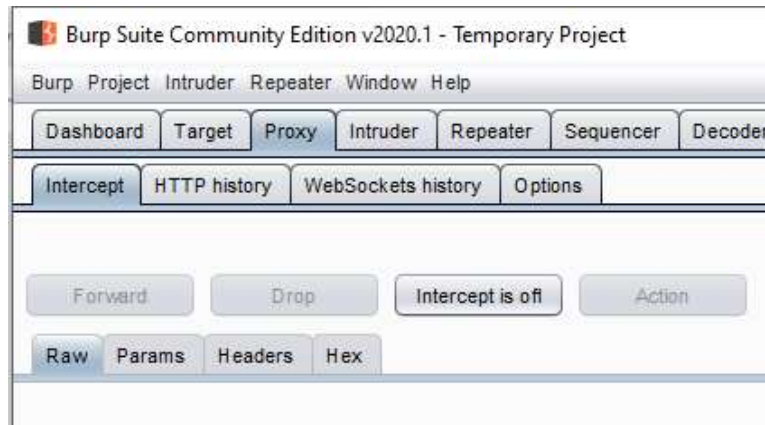 Burp Suite Community Edition v2020.1 - Temporary Project
Burp Project Intruder Repeater Window Help
Dashboard Target Proxy Intruder Repeater Sequencer Decoder
Intercept HTTP history WebSockets history Options
Forward Drop Intercept is off Action
Raw Params Headers Hex